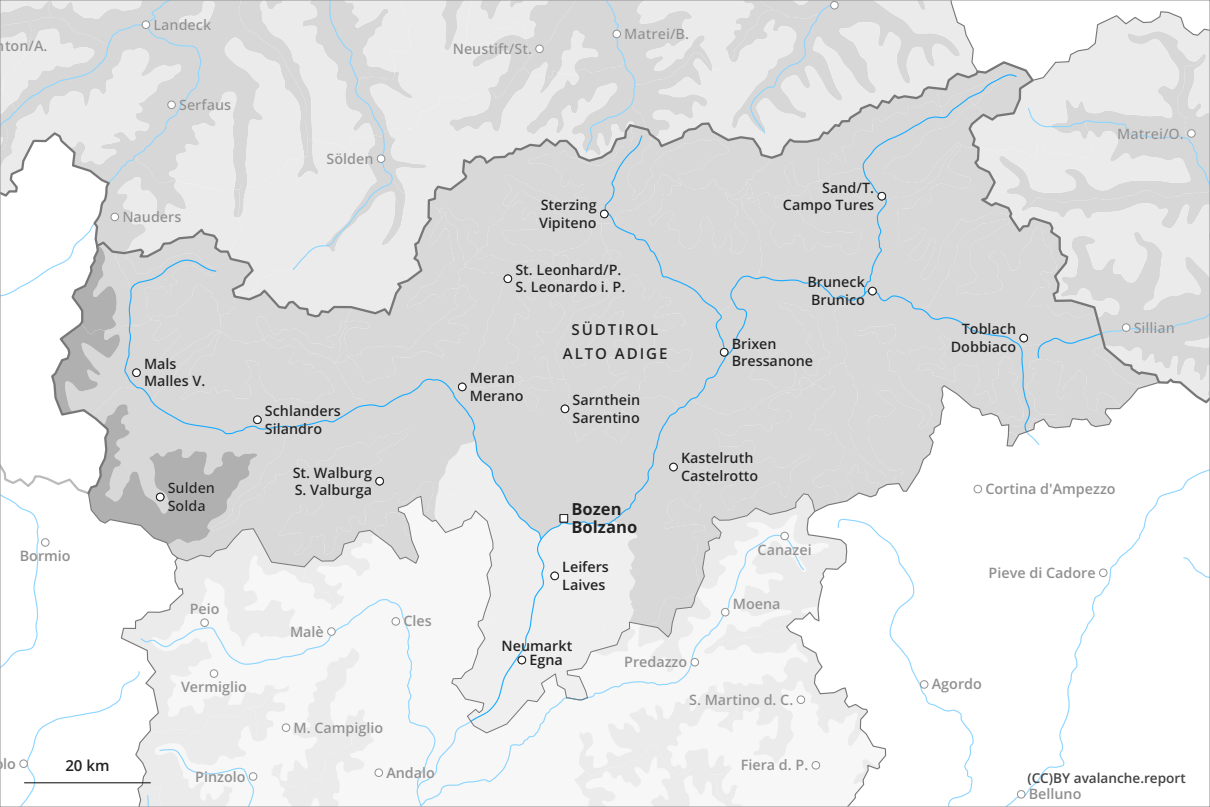 Landeck
nton/A.
Neustift/St.
Matrei/B.
Serfaus
Matrei/O.
Sölden
Nauders
Sand/T.
Campo Tures
Sterzing
Vipiteno
St. Leonhard/P.
S. Leonardo i. P.
Bruneck
Brunico
SÜDTIROL
ALTO ADIGE
Toblach
Dobbiaco
Sillian
Brixen
Bressanone
Mals
Malles V.
Meran
Merano
Sarnthein
Sarentino
Schlanders
Silandro
Kastelruth
Castelrotto
St. Walburg
S. Valburga
Sulden
Solda
Cortina d'Ampezzo
Bozen
Bolzano
Bormio
Canazei
Leifers
Laives
Pieve di Cadore
Peio
Moena
Malè
Cles
Neumarkt
Egna
Predazzo
Vermiglio
Agordo
S. Martino d. C.
M. Campiglio
olo
20 km
Pinzolo
Andalo
Fiera d. P.
(CC)BY avalanche.report
Belluno